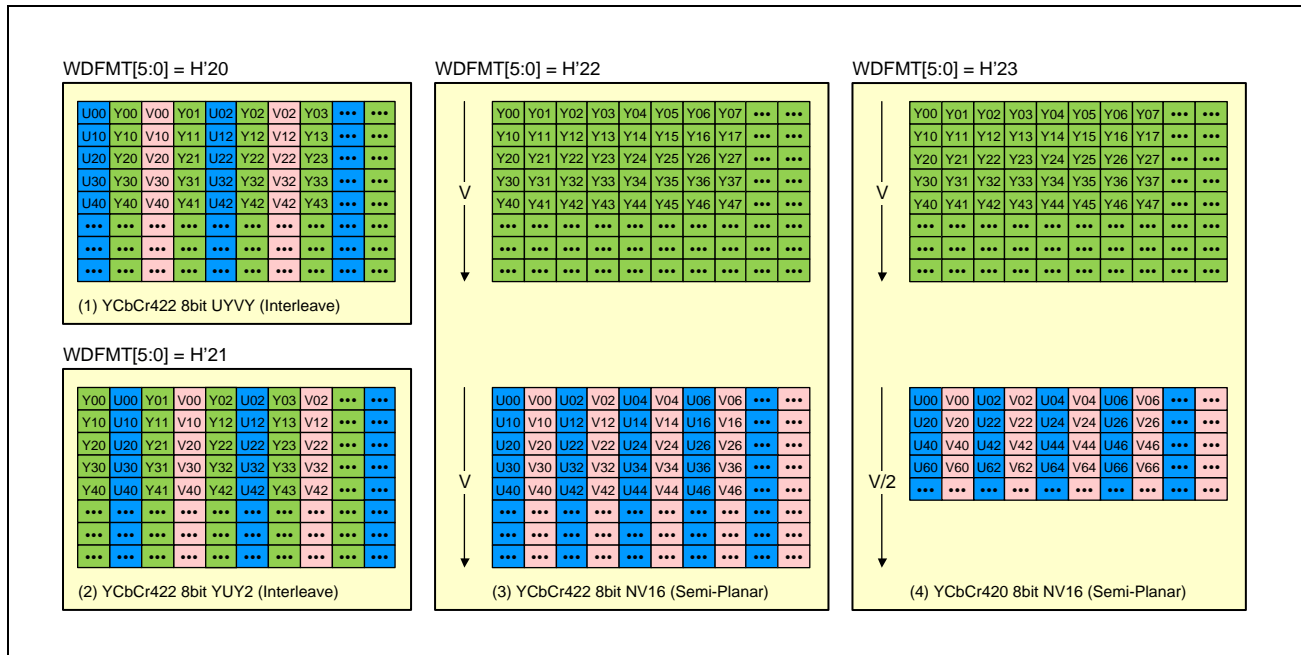 WDFMT[5:0] = H'20
U00 Y00 V00 Y01 U02 Y02 V02 Y03 ••• •••
U10 Y10 V10 Y11 U12 Y12 V12 Y13 ••• •••
U20 Y20 V20 Y21 U22 Y22 V22 Y23 ••• •••
U30 Y30 V30 Y31 U32 Y32 V32 Y33 ••• •••
U40 Y40 V40 Y41 U42 Y42 V42 Y43 ••• •••
••• ••• ••• ••• ••• ••• ••• ••• ••• •••
••• ••• ••• ••• ••• ••• ••• ••• ••• •••
••• ••• ••• ••• ••• ••• ••• ••• ••• •••
(1) YCbCr422 8bit UYVY (Interleave)
WDFMT[5:0] = H'21
Y00 U00 Y01 V00 Y02 U02 Y03 V02 ••• •••
Y10 U10 Y11 V10 Y12 U12 Y13 V12 ••• •••
Y20 U20 Y21 V20 Y22 U22 Y23 V22 ••• •••
Y30 U30 Y31 V30 Y32 U32 Y33 V32 ••• •••
Y40 U40 Y41 V40 Y42 U42 Y43 V42 ••• •••
••• ••• ••• ••• ••• ••• ••• ••• ••• •••
••• ••• ••• ••• ••• ••• ••• ••• ••• •••
••• ••• ••• ••• ••• ••• ••• ••• ••• •••
(2) YCbCr422 8bit YUY2 (Interleave)
WDFMT[5:0] = H'22
Y00 Y01 Y02 Y03 Y04 Y05 Y06 Y07 ••• •••
Y10 Y11 Y12 Y13 Y14 Y15 Y16 Y17 ••• •••
Y20 Y21 Y22 Y23 Y24 Y25 Y26 Y27 ••• •••
V
Y30 Y31 Y32 Y33 Y34 Y35 Y36 Y37 ••• •••
Y40 Y41 Y42 Y43 Y44 Y45 Y46 Y47 ••• •••
••• ••• ••• ••• ••• ••• ••• ••• ••• •••
••• ••• ••• ••• ••• ••• ••• ••• ••• •••
••• ••• ••• ••• ••• ••• ••• ••• ••• •••
U00 V00 U02 V02 U04 V04 U06 V06 ••• •••
U10 V10 U12 V12 U14 V14 U16 V16 ••• •••
U20 V20 U22 V22 U24 V24 U26 V26 ••• •••
U30 V30 U32 V32 U34 V34 U36 V36 ••• •••
V
U40 V40 U42 V42 U44 V44 U46 V46 ••• •••
••• ••• ••• ••• ••• ••• ••• ••• ••• •••
••• ••• ••• ••• ••• ••• ••• ••• ••• •••
••• ••• ••• ••• ••• ••• ••• ••• ••• •••
(3) YCbCr422 8bit NV16 (Semi-Planar)
WDFMT[5:0] = H'23
Y00 Y01 Y02 Y03 Y04 Y05 Y06 Y07 ••• •••
Y10 Y11 Y12 Y13 Y14 Y15 Y16 Y17 ••• •••
Y20 Y21 Y22 Y23 Y24 Y25 Y26 Y27 ••• •••
V
Y30 Y31 Y32 Y33 Y34 Y35 Y36 Y37 ••• •••
Y40 Y41 Y42 Y43 Y44 Y45 Y46 Y47 ••• •••
••• ••• ••• ••• ••• ••• ••• ••• ••• •••
••• ••• ••• ••• ••• ••• ••• ••• ••• •••
••• ••• ••• ••• ••• ••• ••• ••• ••• •••
U00 V00 U02 V02 U04 V04 U06 V06 ••• •••
U20 V20 U22 V22 U24 V24 U26 V26 ••• •••
U40 V40 U42 V42 U44 V44 U46 V46 ••• •••
U60 V60 U62 V62 U64 V64 U66 V66 ••• •••
V/2
••• ••• ••• ••• ••• ••• ••• ••• ••• •••
(4) YCbCr420 8bit NV16 (Semi-Planar)